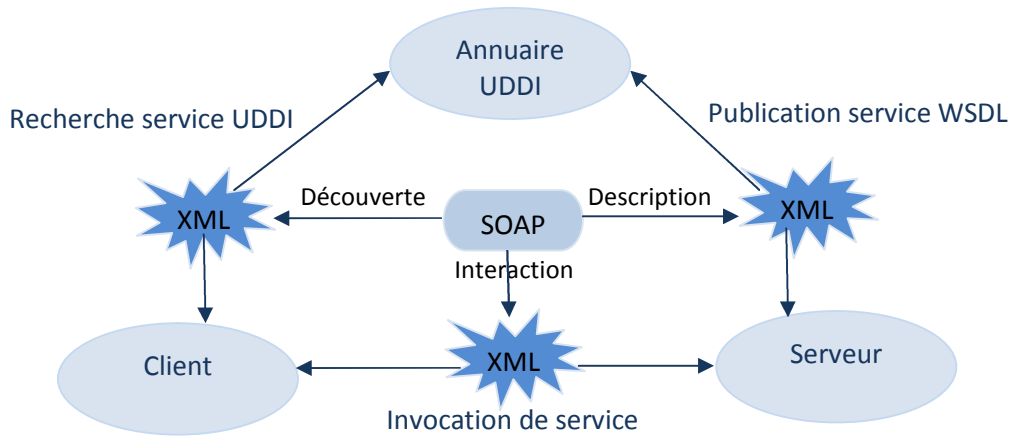 Annuaire
UDDI
Recherche service UDDI
Publication service WSDL
Découverte
Description
XML
SOAP
XML
Interaction
Client
XML
Serveur
Invocation de service